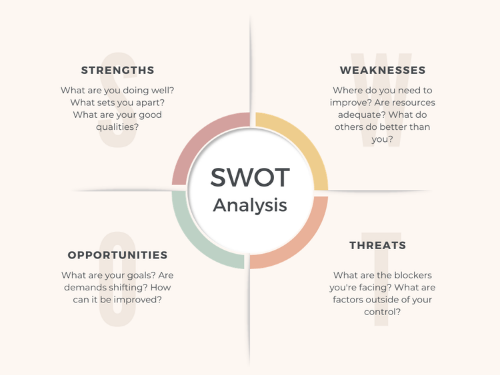 S
STRENGTHS
What are you doing well?
What sets you apart?
What are your good
qualities?
W
WEAKNESSES
Where do you need to
improve? Are resources
adequate? What do
others do better than
you?
SWOT
Analysis
O
OPPORTUNITIES
What are your goals? Are
demands shifting? How
can it be improved?
T
THREATS
What are the blockers
you're facing? What are
factors outside of your
control?